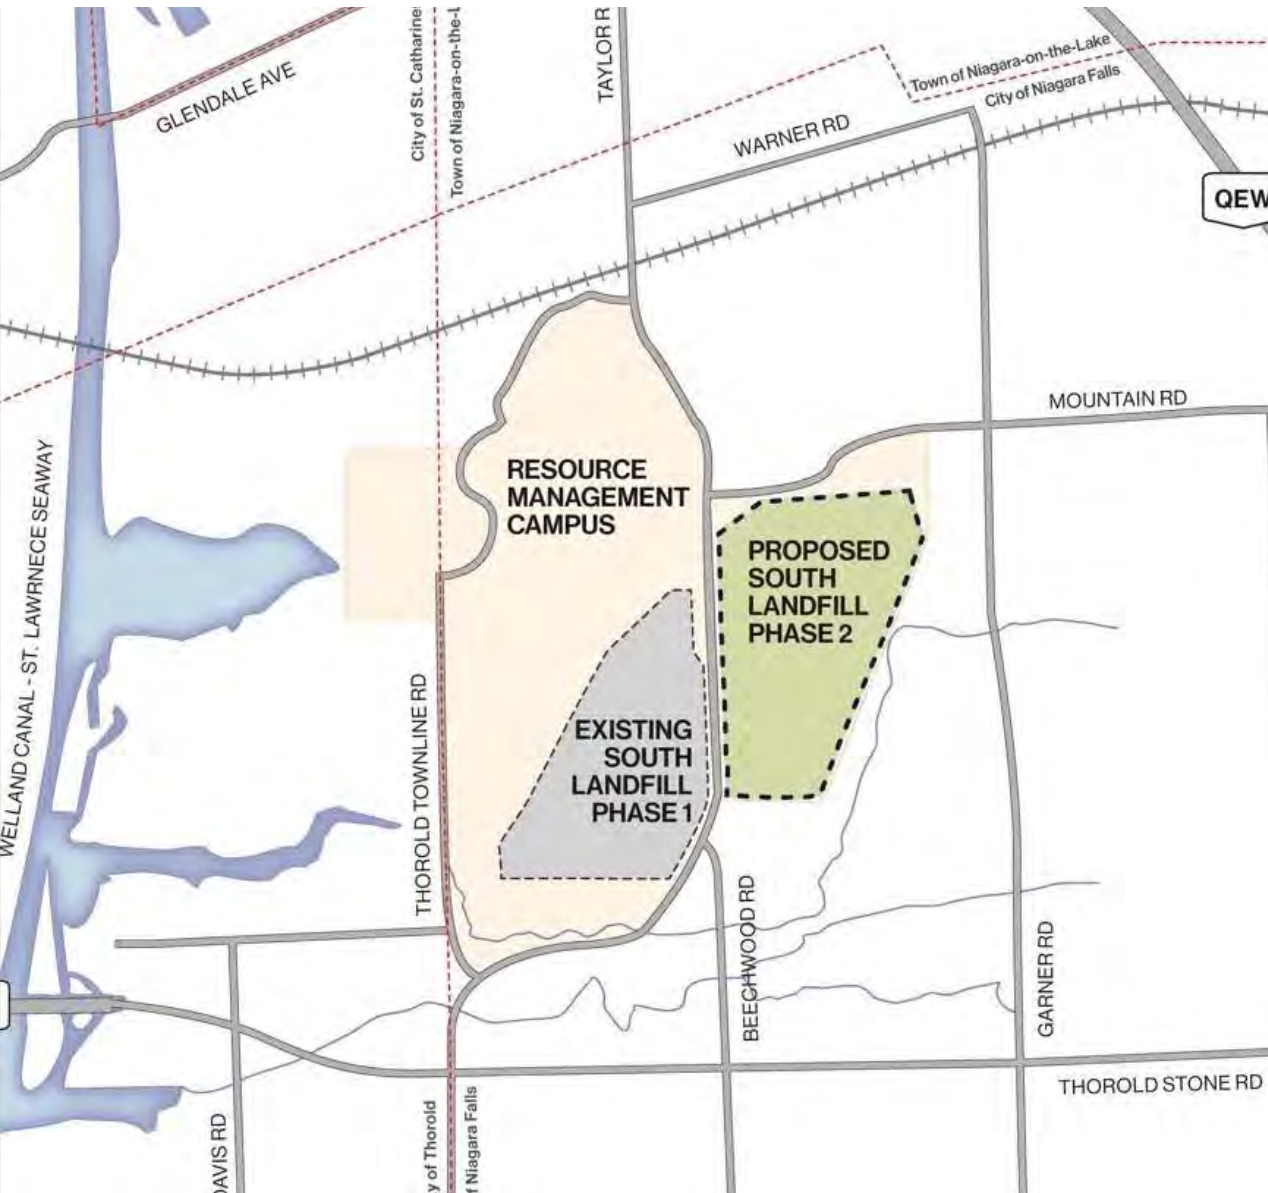 GLENDALE AVE
City of St. Catharines
Town of Niagara-on-the-L
TAYLOR R
Town of Niagara-on-the-Lake
City of Niagara Falls
WARNER RD
QEW
MOUNTAIN RD
WELLAND CANAL - ST. LAWRNECE SEAWAY
RESOURCE
MANAGEMENT
CAMPUS
PROPOSED
SOUTH
LANDFILL
PHASE 2
THOROLD TOWNLINE RD
EXISTING
SOUTH
LANDFILL
PHASE 1
BEECHWOOD RD
GARNER RD
THOROLD STONE RD
DAVIS RD
y of Thorold
f Niagara Falls